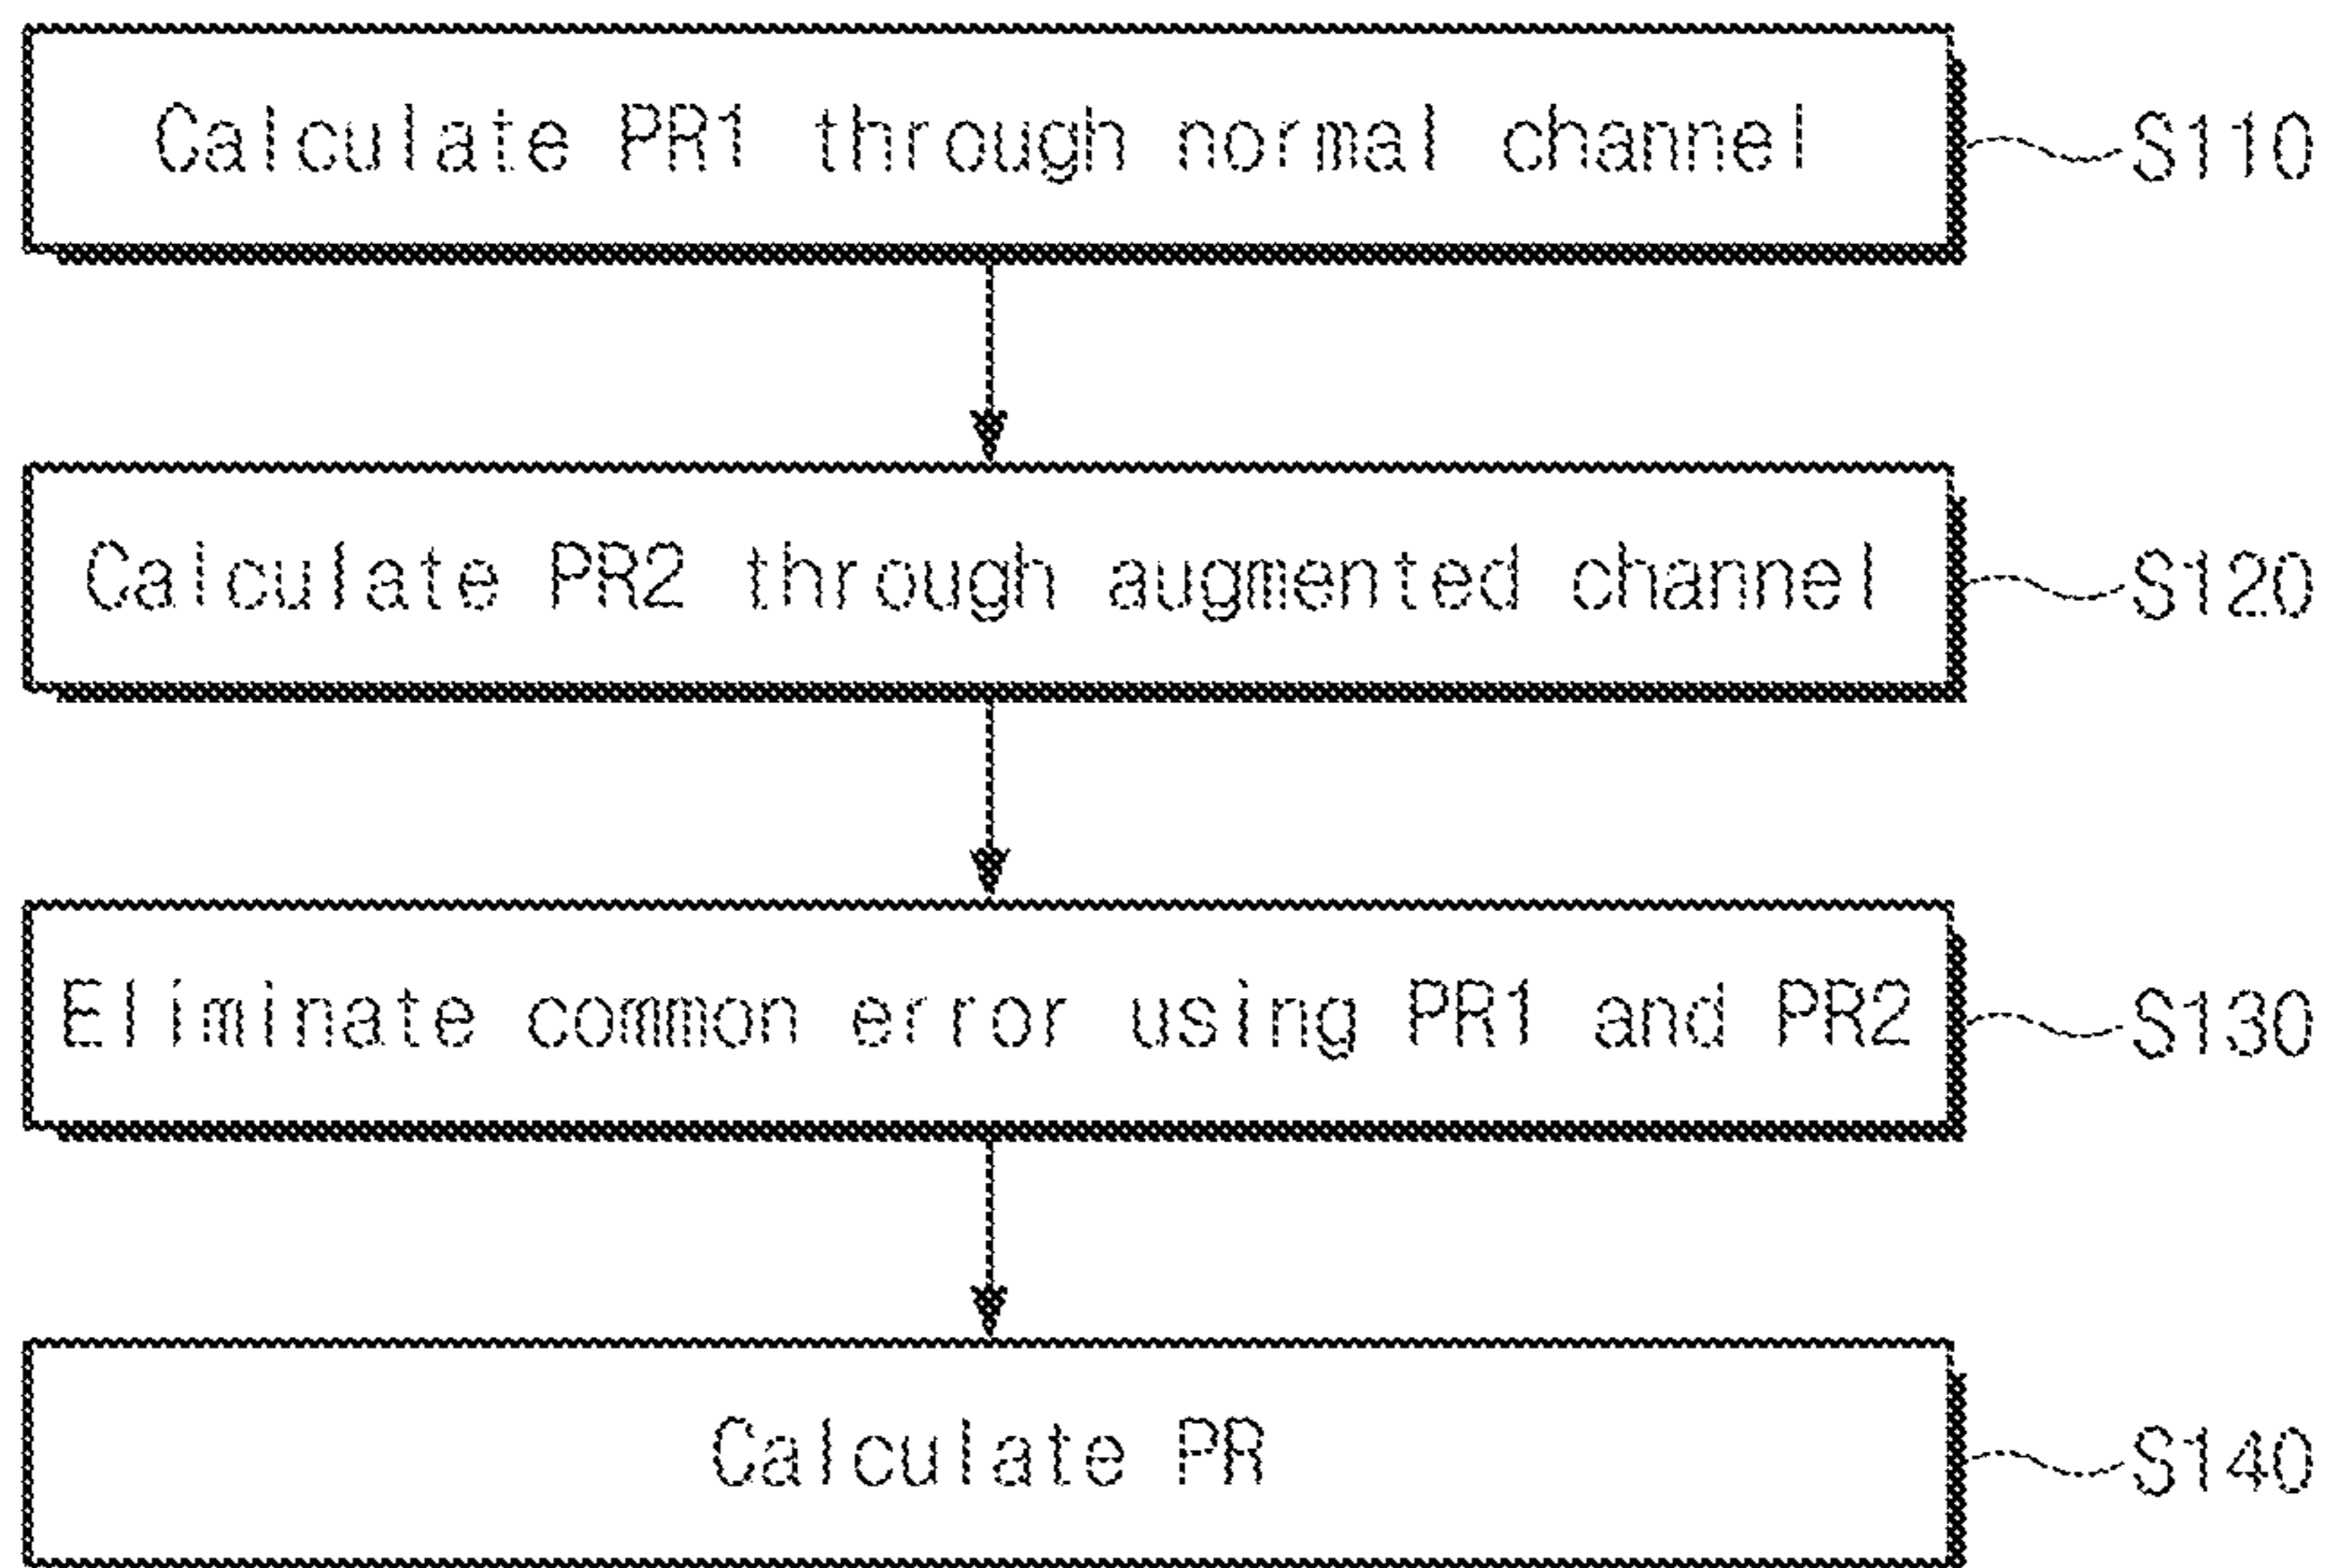 Calculate PR1 through normal channel
S110
Calculate PR2 through augmented channel
S120
Eliminate common error using PR1 and PR2
S130
Calculate PR
S140